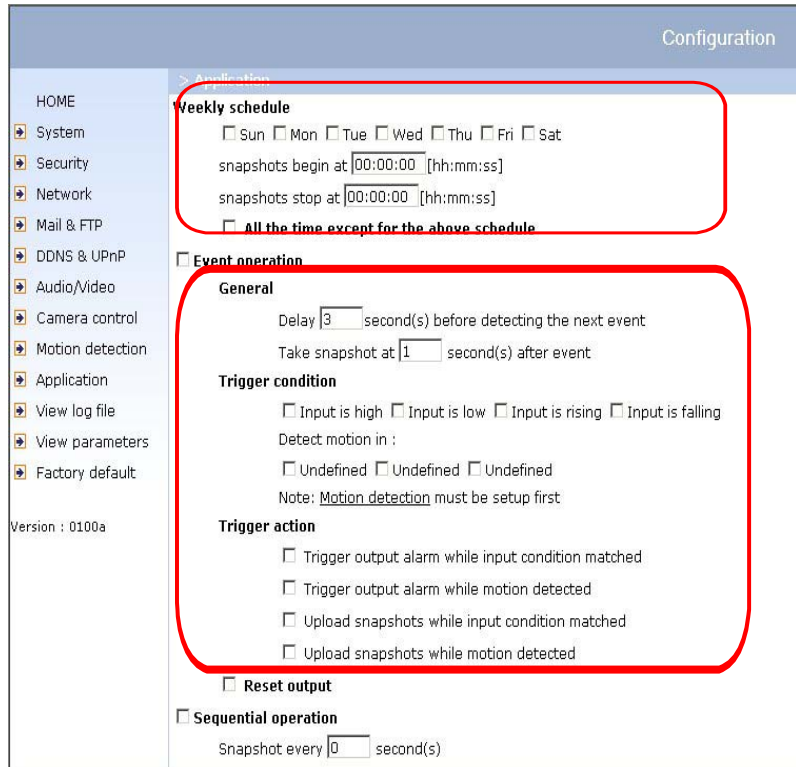 Configuration
> Application
HOME
System
Security
Network
Mail & FTP
DDNS & UPnP
Audio/Video
Camera control
Motion detection
Application
View log file
View parameters
Factory default
Version : 0100a
Weekly schedule
Sun Mon Tue Wed Thu Fri Sat
snapshots begin at 00:00:00 [hh:mm:ss]
snapshots stop at 00:00:00 [hh:mm:ss]
All the time except for the above schedule
Event operation
General
Delay 3 second(s) before detecting the next event
Take snapshot at 1 second(s) after event
Trigger condition
Input is high Input is low Input is rising Input is falling
Detect motion in :
Undefined Undefined Undefined
Note: Motion detection must be setup first
Trigger action
Trigger output alarm while input condition matched
Trigger output alarm while motion detected
Upload snapshots while input condition matched
Upload snapshots while motion detected
Reset output
Sequential operation
Snapshot every 0 second(s)